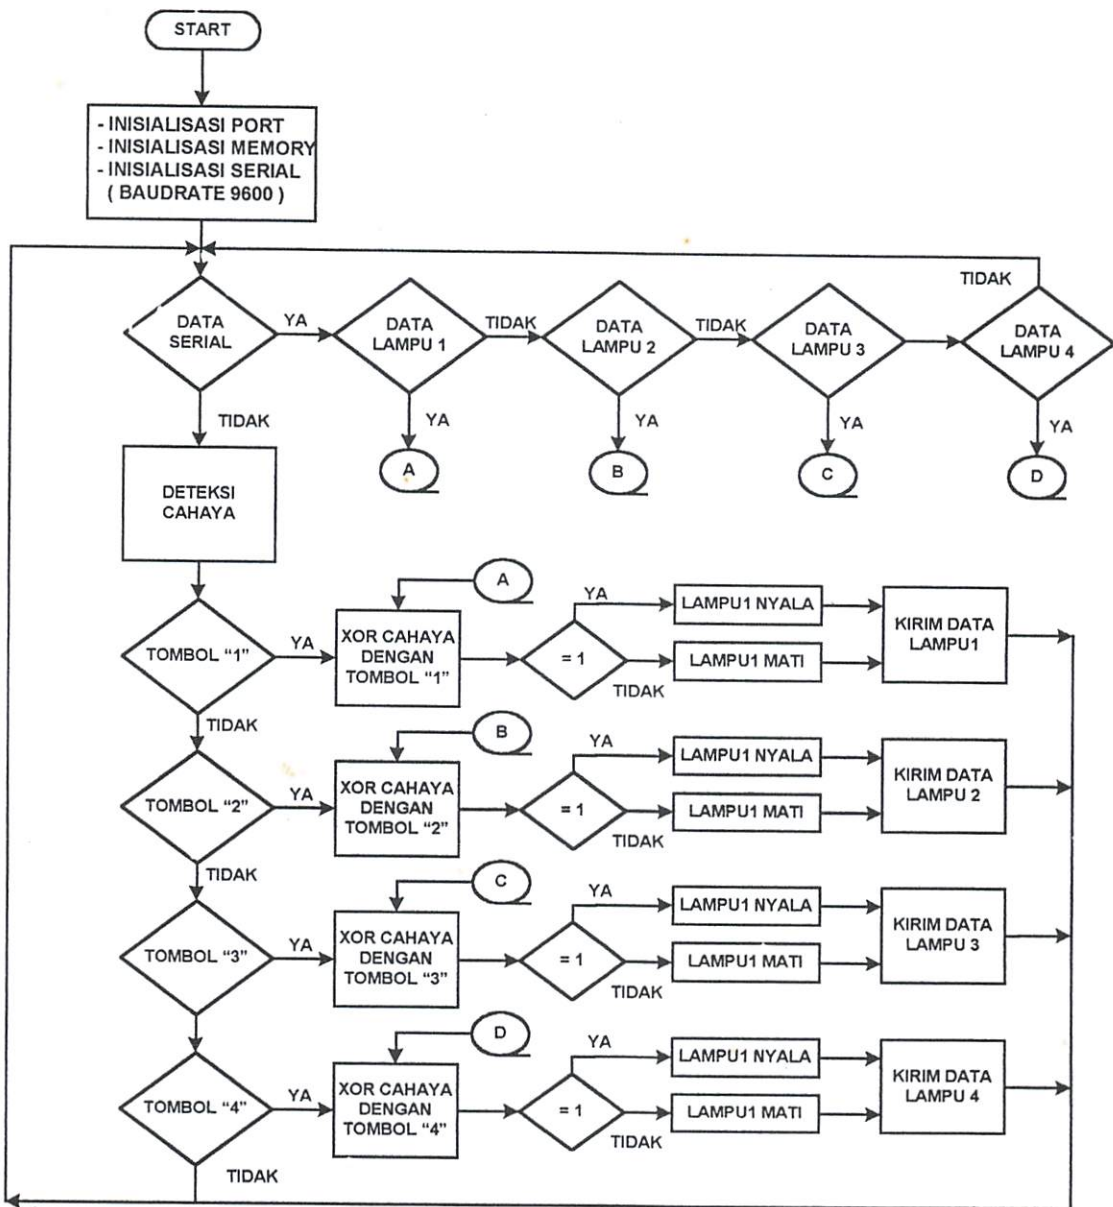 START
- INISIALISASI PORT
- INISIALISASI MEMORY
- INISIALISASI SERIAL
( BAUDRATE 9600 )
TIDAK
DATA
SERIAL
YA
DATA
LAMPU 1
TIDAK
DATA
LAMPU 2
TIDAK
DATA
LAMPU 3
DATA
LAMPU 4
TIDAK
YA
YA
YA
YA
A
B
C
D
DETEKSI
CAHAYA
A
TOMBOL “1”
YA
XOR CAHAYA
DENGAN
TOMBOL “1”
= 1
YA
TIDAK
LAMPU1 NYALA
LAMPU1 MATI
KIRIM DATA
LAMPU1
TIDAK
B
TOMBOL “2”
YA
XOR CAHAYA
DENGAN
TOMBOL “2”
= 1
YA
TIDAK
LAMPU1 NYALA
LAMPU1 MATI
KIRIM DATA
LAMPU 2
TIDAK
C
TOMBOL “3”
YA
XOR CAHAYA
DENGAN
TOMBOL “3”
= 1
YA
TIDAK
LAMPU1 NYALA
LAMPU1 MATI
KIRIM DATA
LAMPU 3
D
TOMBOL “4”
YA
XOR CAHAYA
DENGAN
TOMBOL “4”
= 1
YA
TIDAK
LAMPU1 NYALA
LAMPU1 MATI
KIRIM DATA
LAMPU 4
TIDAK